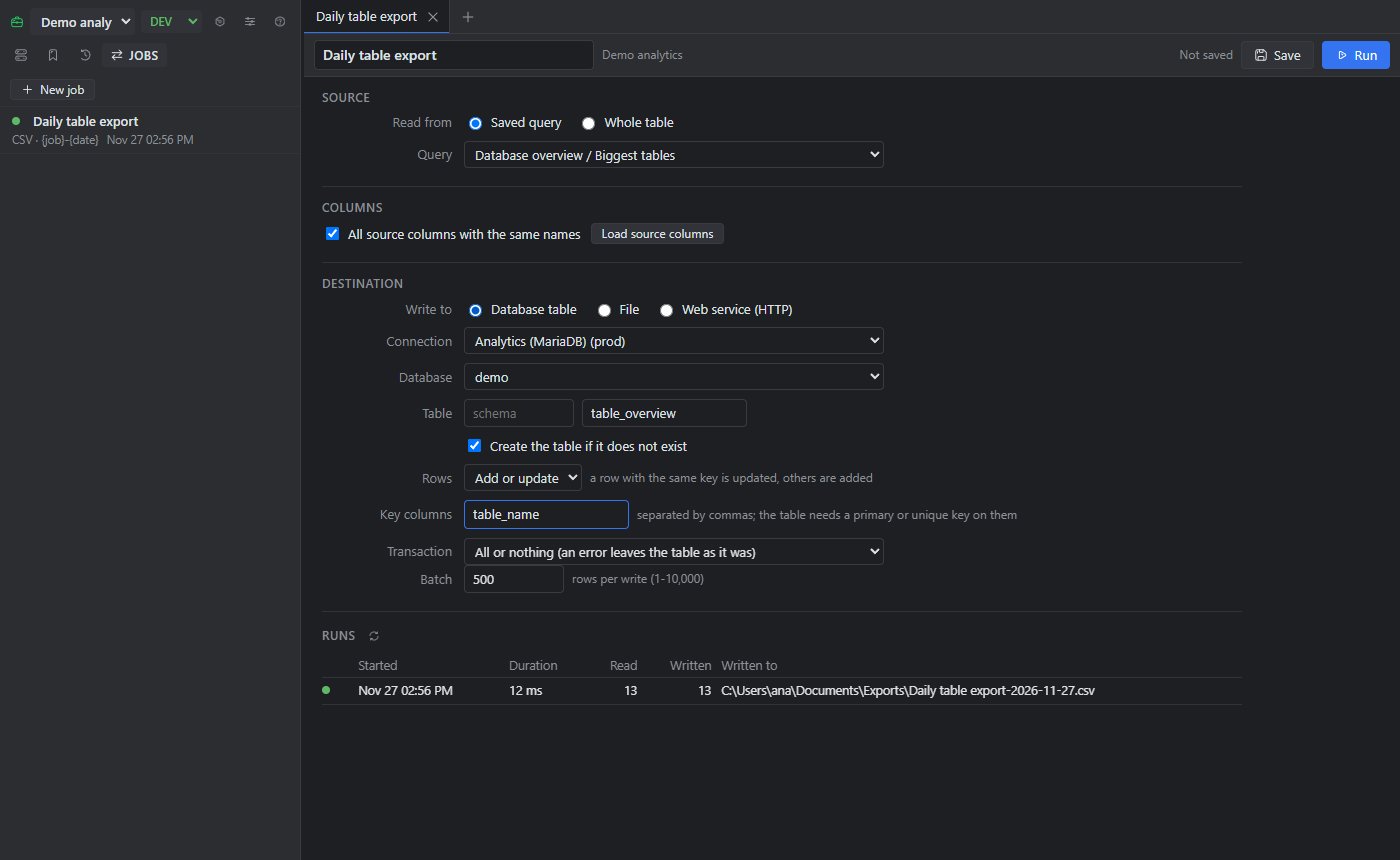 Demo analy DEV
JOBS
New job
Daily table export
CSV · {job}-{date} Nov 27 02:56 PM
Daily table export
Daily table export Demo analytics Not saved Save Run
SOURCE
Read from Saved query Whole table
Query Database overview / Biggest tables
COLUMNS
All source columns with the same names Load source columns
DESTINATION
Write to Database table File Web service (HTTP)
Connection Analytics (MariaDB) (prod)
Database demo
Table schema table_overview
Create the table if it does not exist
Rows Add or update a row with the same key is updated, others are added
Key columns table_name separated by commas; the table needs a primary or unique key on them
Transaction All or nothing (an error leaves the table as it was)
Batch 500 rows per write (1-10,000)
RUNS
Started Duration Read Written Written to
Nov 27 02:56 PM 12 ms 13 13 C:\Users\ana\Documents\Exports\Daily table export-2026-11-27.csv